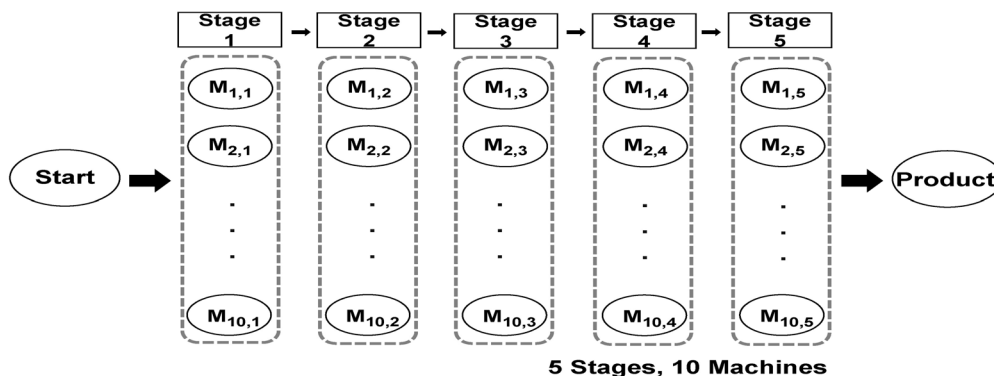 Stage Stage Stage Stage Stage
1 2 3 4 5
M1,1 M1,2 M1,3 M1,4 M1,5
M2,1 M2,2 M2,3 M2,4 M2,5
Start Product
. . . . .
. . . . .
. . . . .
M10,1 M10,2 M10,3 M10,4 M10,5
5 Stages, 10 Machines